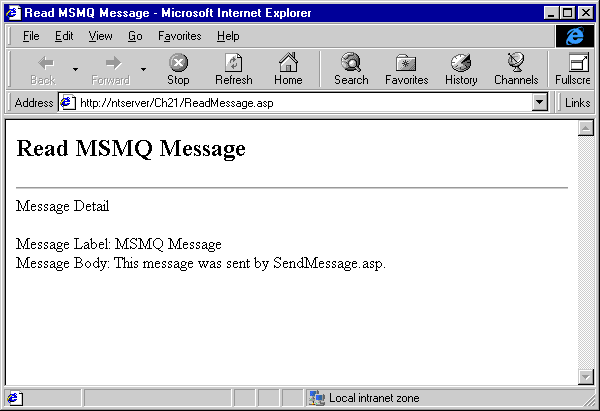 Read MSMQ Message - Microsoft Internet Explorer
File Edit View Go Favorites Help
Back Forward Stop Refresh Home Search Favorites History Channels Fullscre
Address http://ntserver/Ch21/ReadMessage.asp Links
Read MSMQ Message
Message Detail
Message Label: MSMQ Message
Message Body: This message was sent by SendMessage.asp.
Local intranet zone